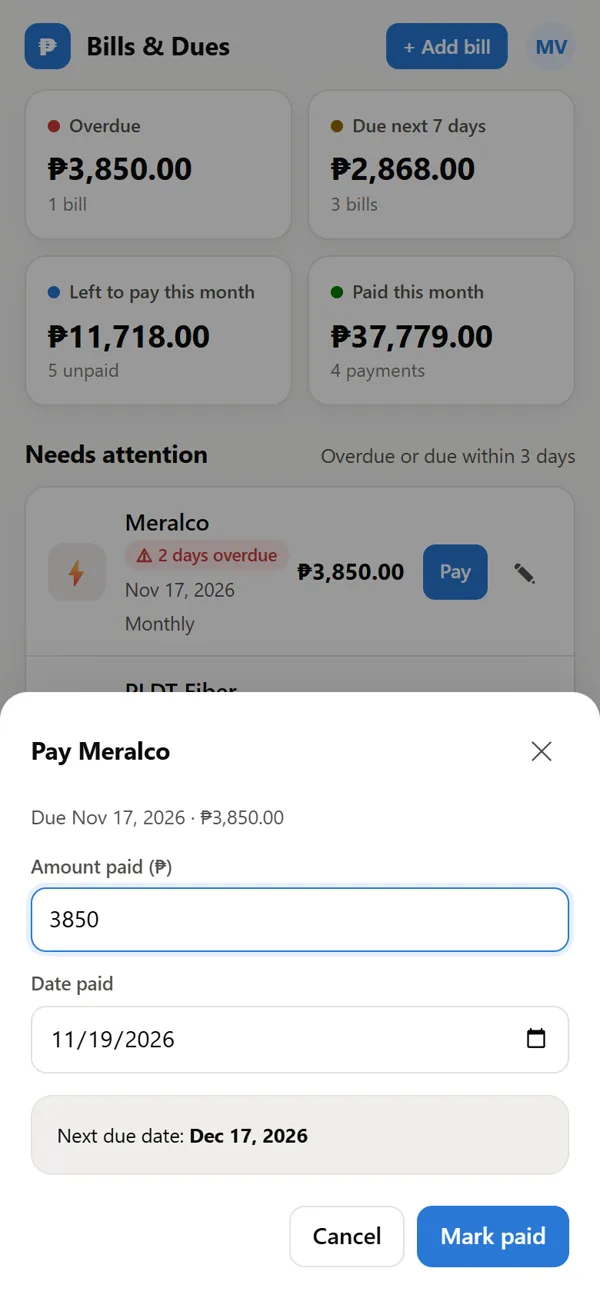 ₱ Bills & Dues + Add bill MV
Overdue
₱3,850.00
1 bill
Due next 7 days
₱2,868.00
3 bills
Left to pay this month
₱11,718.00
5 unpaid
Paid this month
₱37,779.00
4 payments
Needs attention Overdue or due within 3 days
Meralco
2 days overdue
Nov 17, 2026
Monthly
₱3,850.00 Pay
PLDT Fiber
Pay Meralco
Due Nov 17, 2026 · ₱3,850.00
Amount paid (₱)
3850
Date paid
11/19/2026
Next due date: Dec 17, 2026
Cancel Mark paid